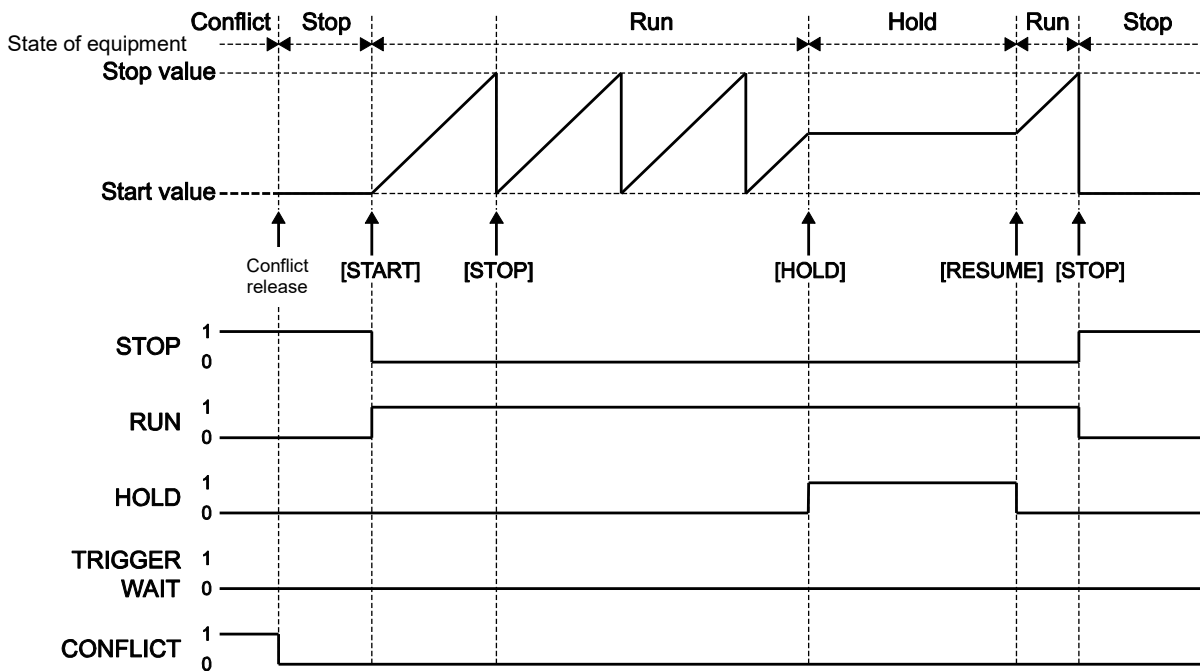 Conflict Stop Run Hold Run Stop
State of equipment
Stop value
Start value
Conflict
release
[START] [STOP] [HOLD] [RESUME] [STOP]
STOP 1
0
RUN 1
0
HOLD 1
0
TRIGGER 1
WAIT 0
CONFLICT 1
0